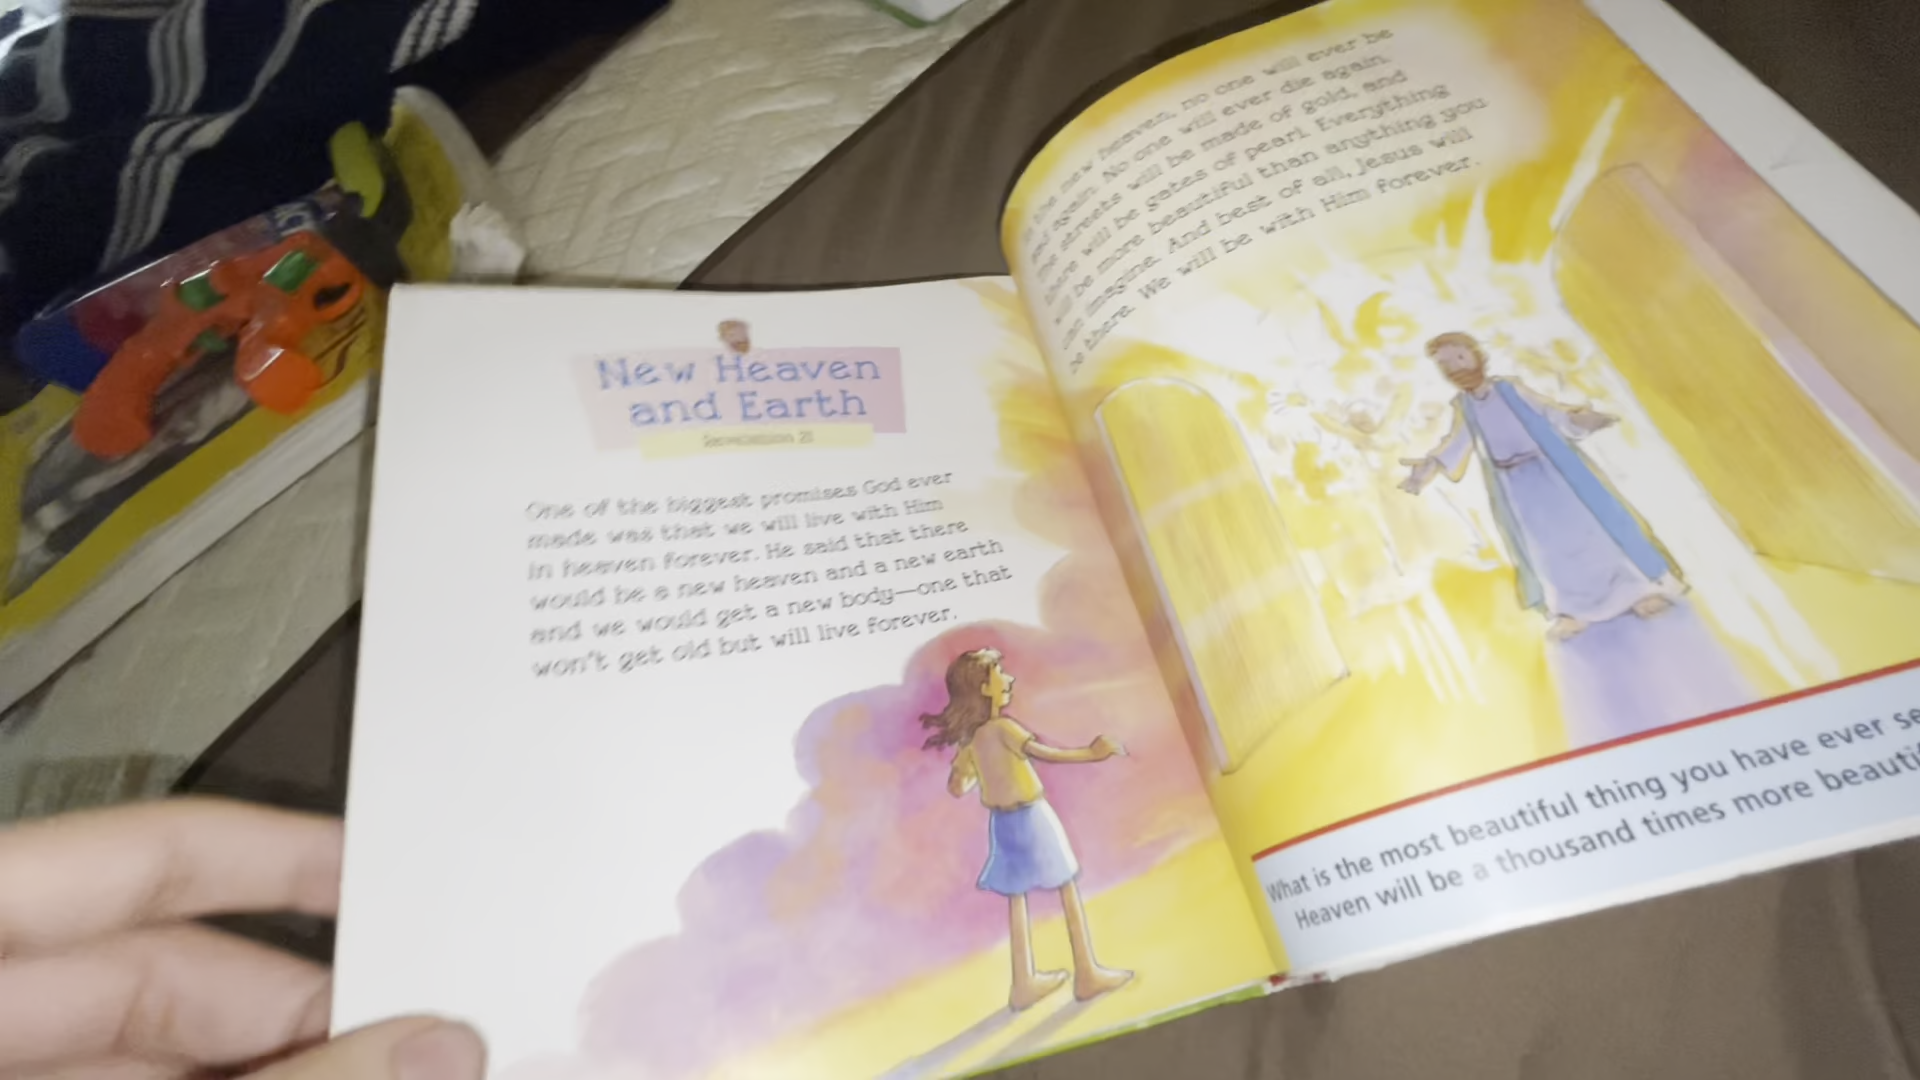 New Heaven
and Earth
Revelation 21
One of the biggest promises God ever
made was that we will live with Him
in heaven forever. He said that there
would be a new heaven and a new earth
and we would get a new body—one that
won't get old but will live forever.
the new heaven, no one will ever be
sad again. No one will ever die again.
The streets will be made of gold, and
there will be gates of pearl. Everything
will be more beautiful than anything you
can imagine. And best of all, Jesus will
be there. We will be with Him forever.
What is the most beautiful thing you have ever se
Heaven will be a thousand times more beauti